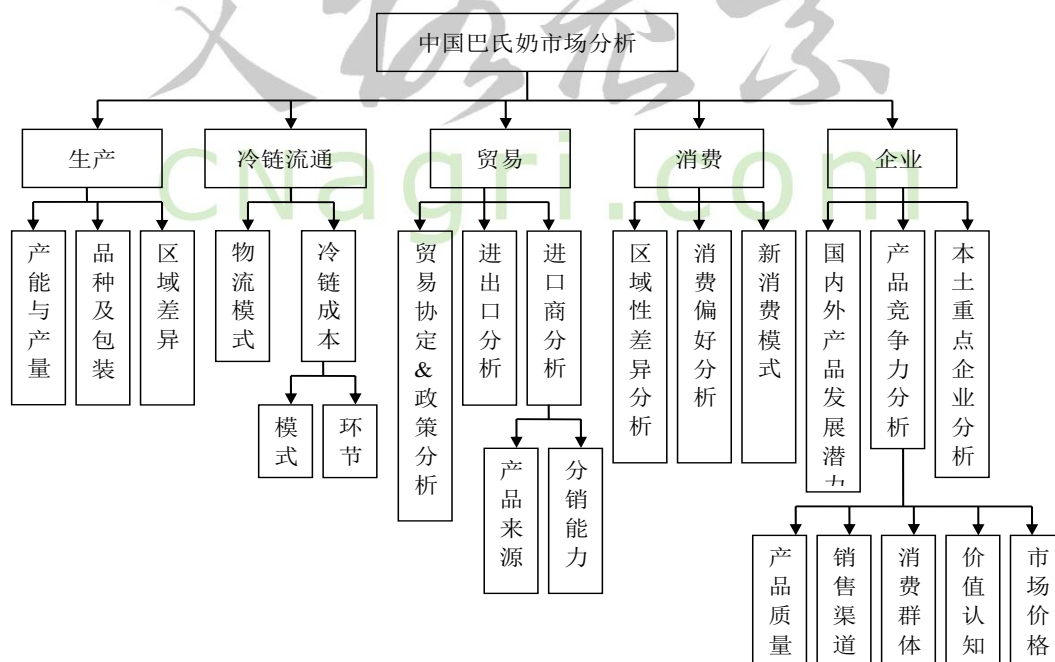 中国巴氏奶市场分析
生产
冷链流通
贸易
消费
企业
cnagri.com
产能与产量
品种及包装
区域差异
物流模式
冷链成本
贸易协定&政策分析
进出口分析
进口商分析
区域性差异分析
消费偏好分析
新消费模式
国内外产品发展潜力
产品竞争力分析
本土重点企业分析
模式
环节
产品来源
分销能力
产品质量
销售渠道
消费群体
价值认知
市场价格